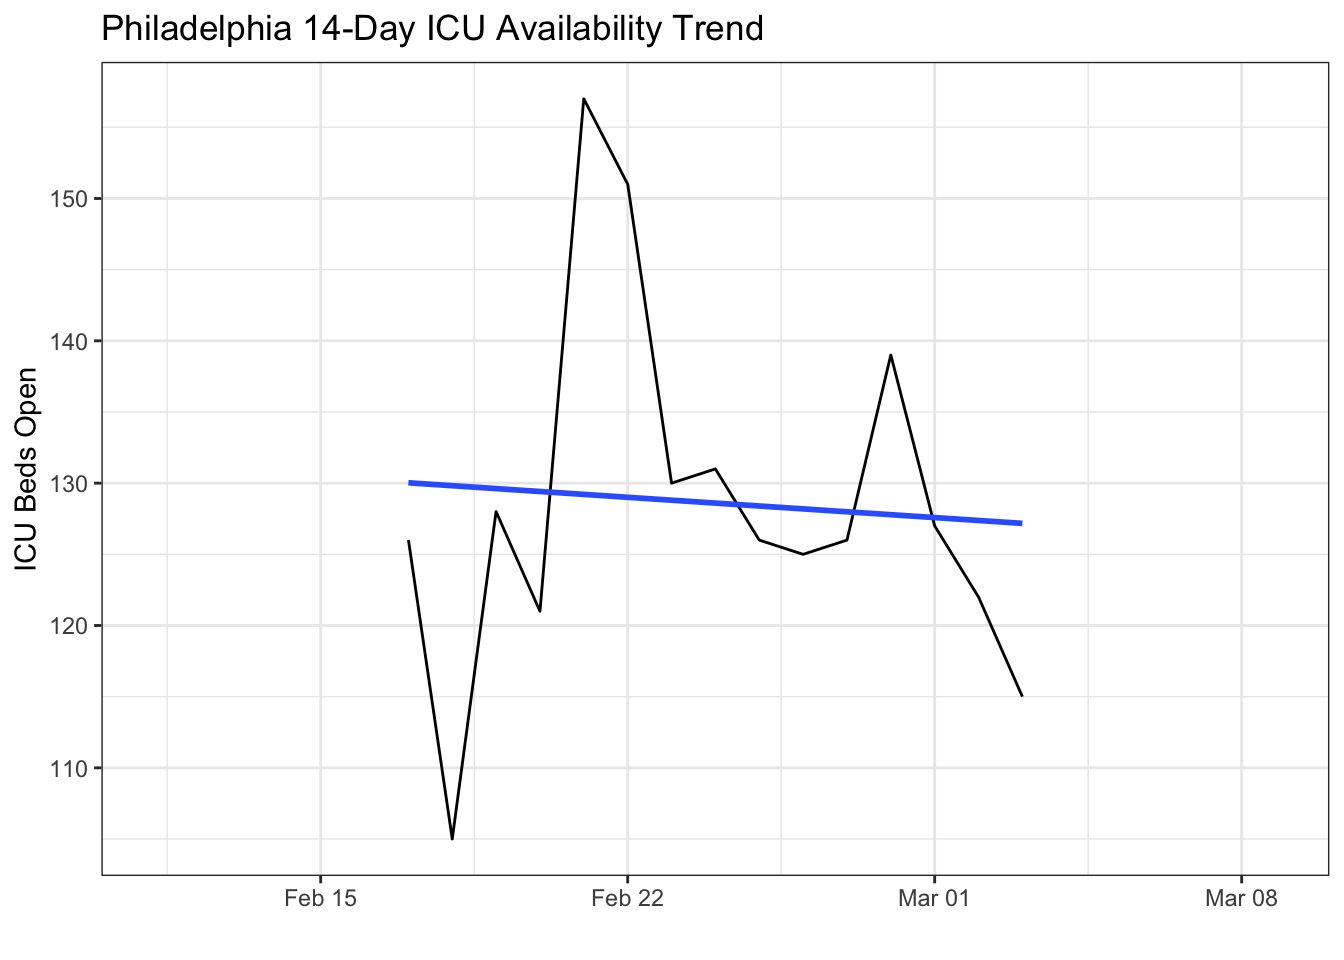 Philadelphia 14-Day ICU Availability Trend
ICU Beds Open
150
140
130
120
110
Feb 15
Feb 22
Mar 01
Mar 08